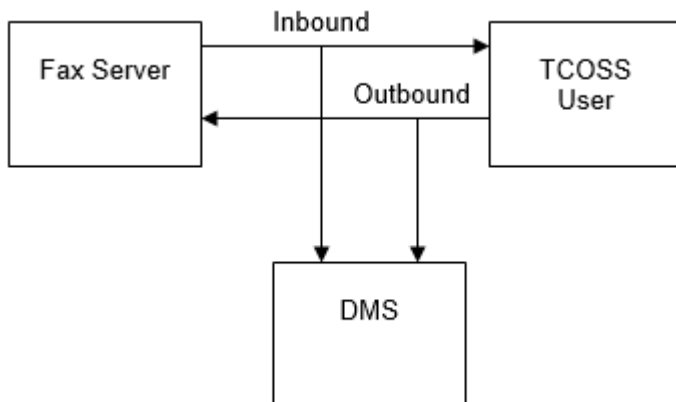 Inbound
Fax Server
TCOSS
User
Outbound
DMS